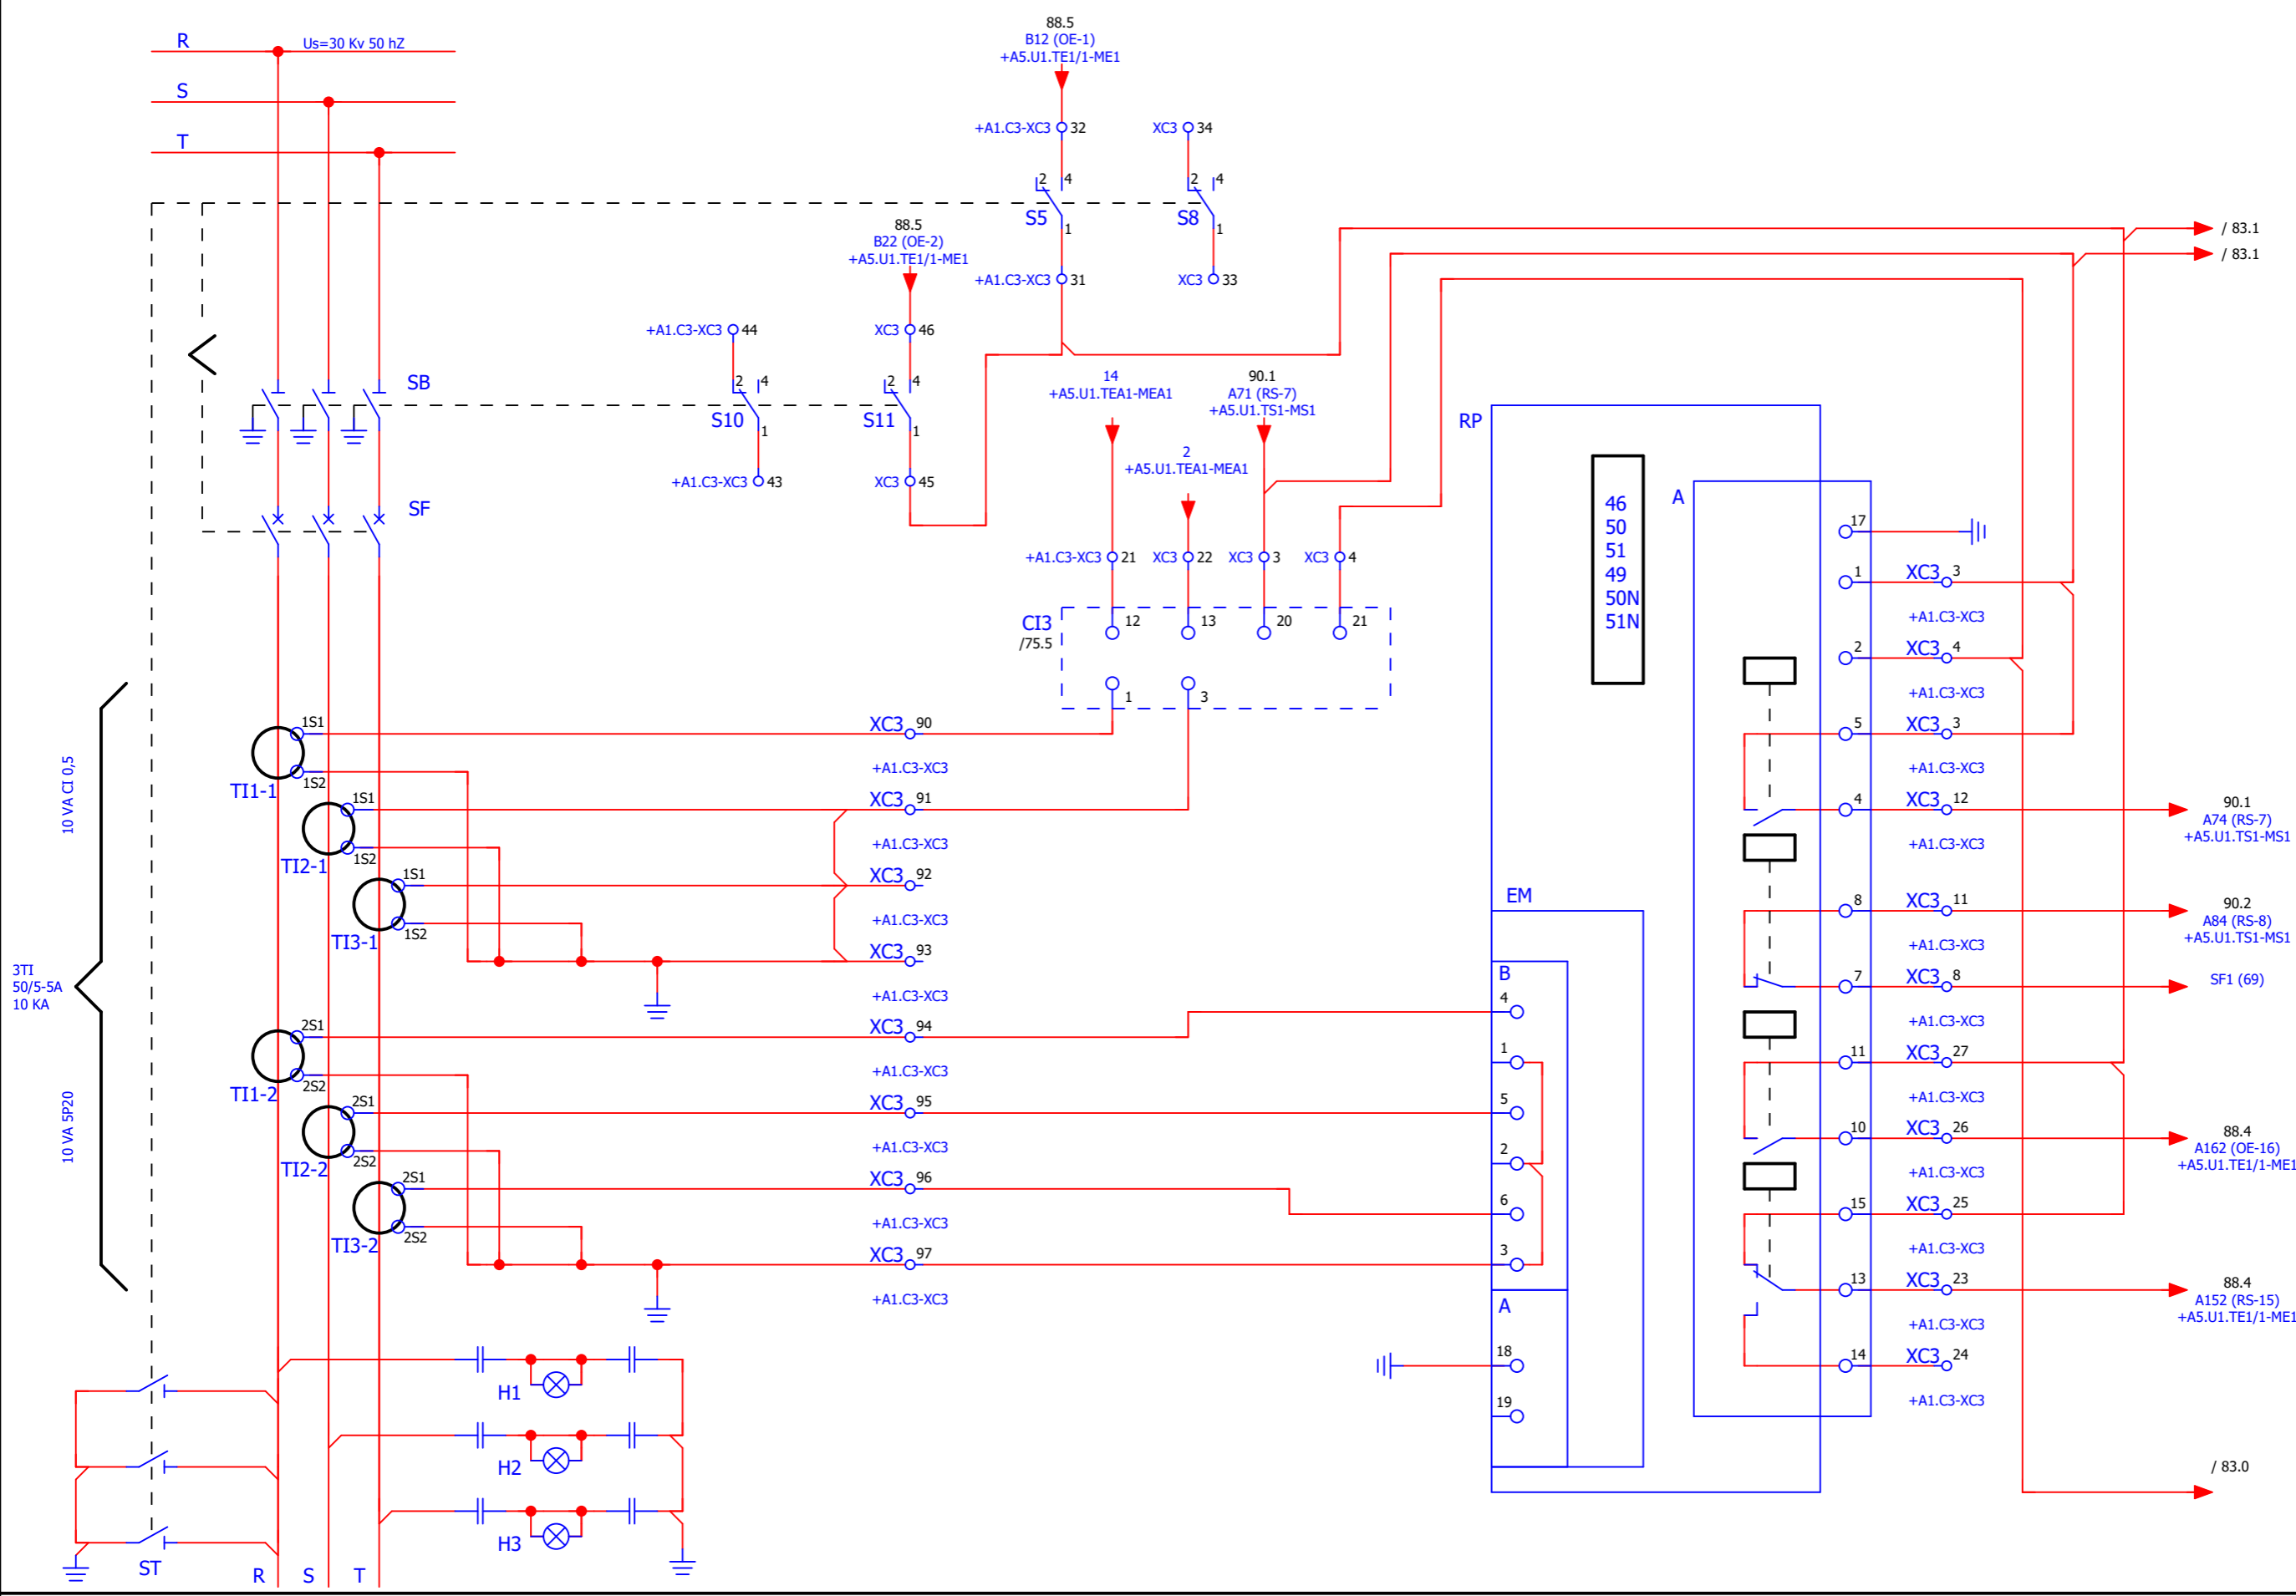 R
Us=30 Kv 50 hZ
S
T
88.5
B12 (OE-1)
+A5.U1.TE1/1-ME1
+A1.C3-XC3 32
XC3 34
2 4
S5
1
2 4
S8
1
+A1.C3-XC3 31
XC3 33
88.5
B22 (OE-2)
+A5.U1.TE1/1-ME1
/ 83.1
/ 83.1
+A1.C3-XC3 44
XC3 46
SB
2 4
S10
1
2 4
S11
1
+A1.C3-XC3 43
XC3 45
SF
14
+A5.U1.TEA1-MEA1
90.1
A71 (RS-7)
+A5.U1.TS1-MS1
2
+A5.U1.TEA1-MEA1
+A1.C3-XC3 21
XC3 22
XC3 3
XC3 4
CI3
/75.5
12
13
20
21
1
3
RP
46
50
51
49
50N
51N
A
17
1
XC3 3
+A1.C3-XC3
2
XC3 4
+A1.C3-XC3
5
XC3 3
+A1.C3-XC3
4
XC3 12
+A1.C3-XC3
90.1
A74 (RS-7)
+A5.U1.TS1-MS1
8
XC3 11
+A1.C3-XC3
90.2
A84 (RS-8)
+A5.U1.TS1-MS1
7
XC3 8
+A1.C3-XC3
SF1 (69)
11
XC3 27
+A1.C3-XC3
10
XC3 26
+A1.C3-XC3
88.4
A162 (OE-16)
+A5.U1.TE1/1-ME1
15
XC3 25
+A1.C3-XC3
13
XC3 23
+A1.C3-XC3
88.4
A152 (RS-15)
+A5.U1.TE1/1-ME1
14
XC3 24
+A1.C3-XC3
/ 83.0
10 VA CI 0,5
3TI
50/5-5A
10 KA
10 VA 5P20
1S1
1S2
TI1-1
1S1
1S2
TI2-1
1S1
1S2
TI3-1
XC3 90
+A1.C3-XC3
XC3 91
+A1.C3-XC3
XC3 92
+A1.C3-XC3
XC3 93
+A1.C3-XC3
2S1
2S2
TI1-2
2S1
2S2
TI2-2
2S1
2S2
TI3-2
XC3 94
+A1.C3-XC3
XC3 95
+A1.C3-XC3
XC3 96
+A1.C3-XC3
XC3 97
+A1.C3-XC3
EM
B
4
1
5
2
6
3
A
18
19
H1
H2
H3
ST
R
S
T